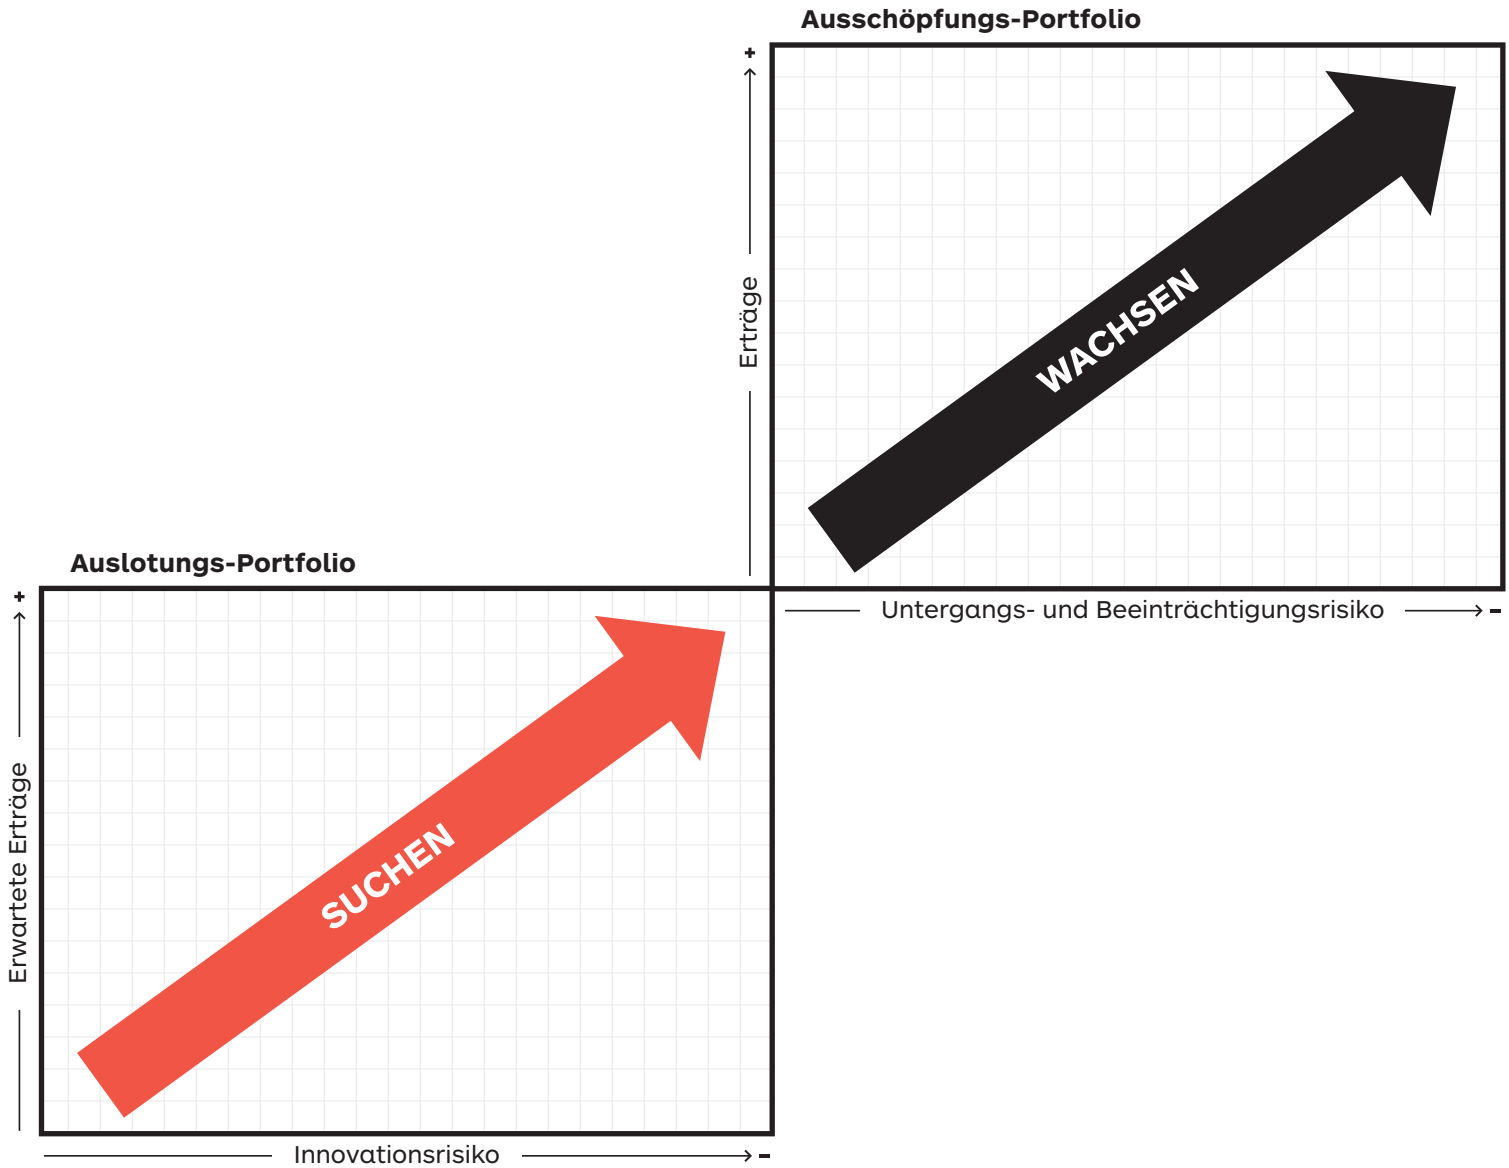 Ausschöpfungs-Portfolio
+
Erträge
WACHSEN
Untergangs- und Beeinträchtigungsrisiko
-
Auslotungs-Portfolio
+
Erwartete Erträge
SUCHEN
Innovationsrisiko
-